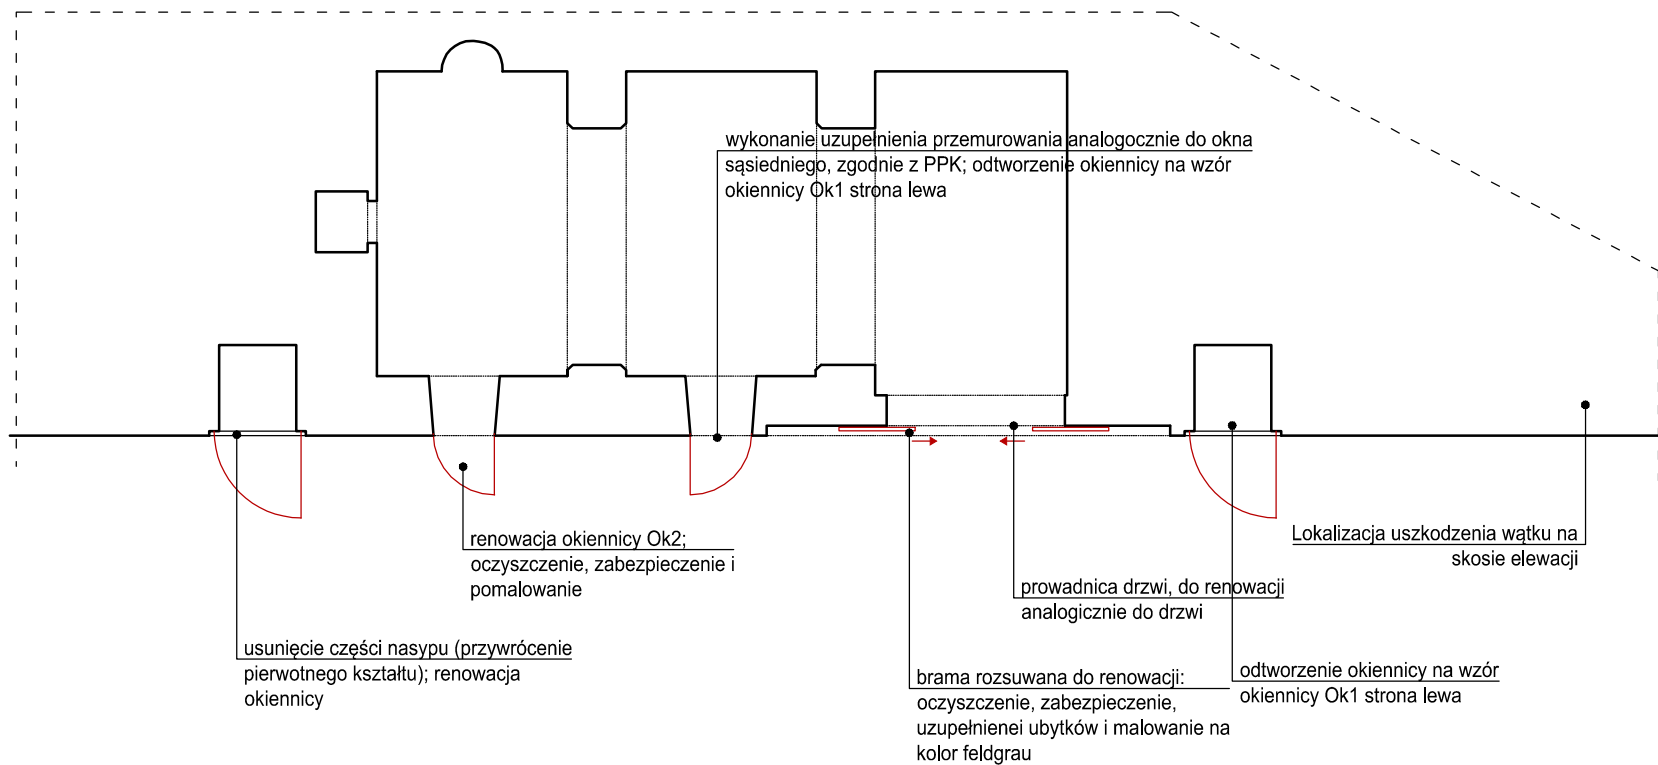 wykonanie uzupełnienia przemurowania analogocznie do okna
sąsiedniego, zgodnie z PPK; odtworzenie okiennicy na wzór
okiennicy Ok1 strona lewa
renowacja okiennicy Ok2;
oczyszczenie, zabezpieczenie i
pomalowanie
Lokalizacja uszkodzenia wątku na
skosie elewacji
prowadnica drzwi, do renowacji
analogicznie do drzwi
usunięcie części nasypu (przywrócenie
pierwotnego kształtu); renowacja
okiennicy
brama rozsuwana do renowacji:
oczyszczenie, zabezpieczenie,
uzupełnienei ubytków i malowanie na
kolor feldgrau
odtworzenie okiennicy na wzór
okiennicy Ok1 strona lewa